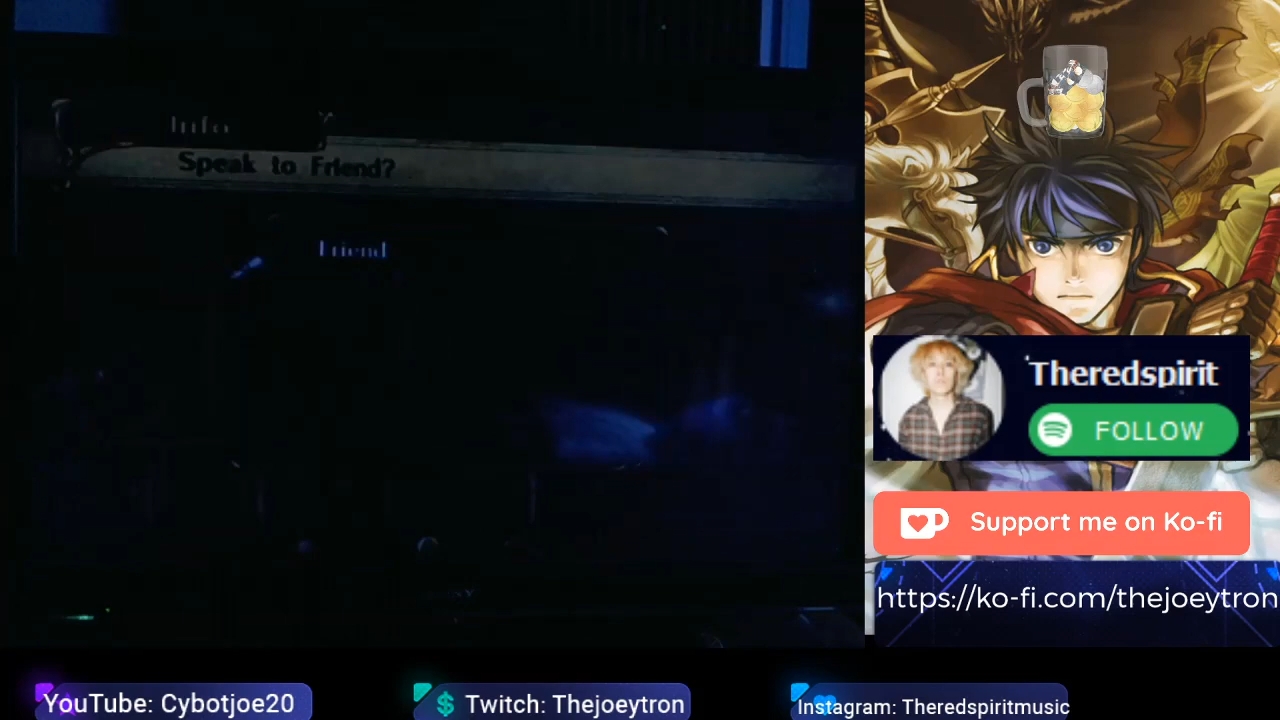 Info
Speak to Friend?
Friend
Theredspirit
FOLLOW
Support me on Ko-fi
https://ko-fi.com/thejoeytron
YouTube: Cybotjoe20
Twitch: Thejoeytron
Instagram: Theredspiritmusic